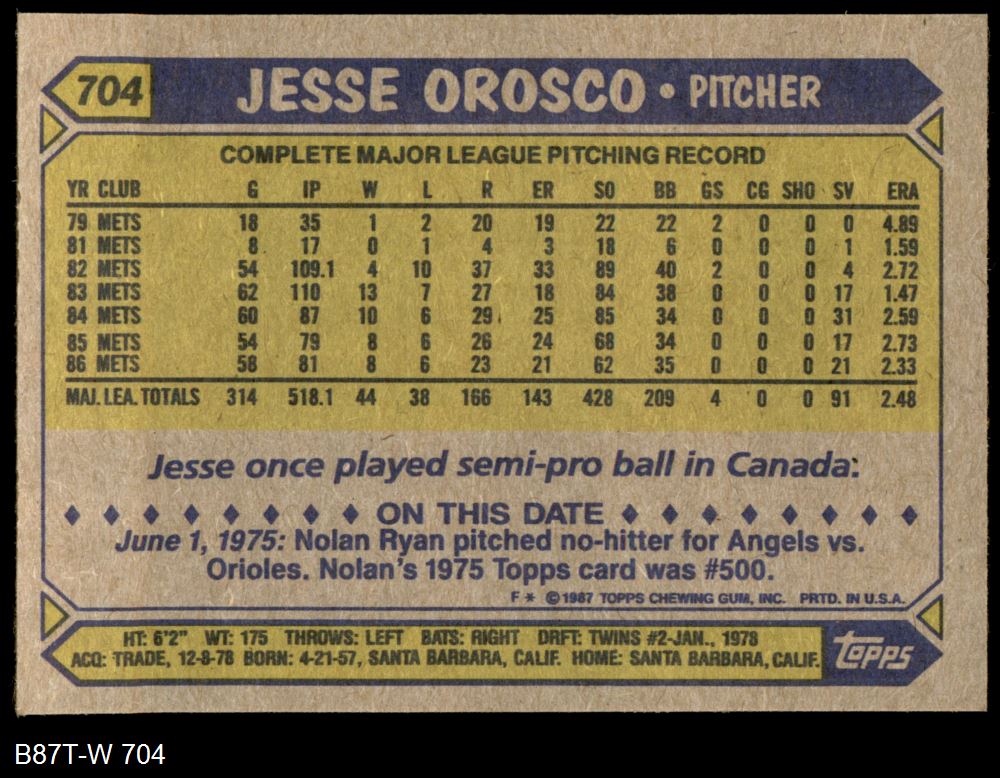 704 JESSE OROSCO • PITCHER
COMPLETE MAJOR LEAGUE PITCHING RECORD
YR CLUB G IP W L R ER SO BB GS CG SHO SV ERA
79 METS 18 35 1 2 20 19 22 22 2 0 0 0 4.89
81 METS 8 17 0 1 4 3 18 6 0 0 0 1 1.59
82 METS 54 109.1 4 10 37 33 89 40 2 0 0 4 2.72
83 METS 62 110 13 7 27 18 84 38 0 0 0 17 1.47
84 METS 60 87 10 6 29 25 85 34 0 0 0 31 2.59
85 METS 54 79 8 6 26 24 68 34 0 0 0 17 2.73
86 METS 58 81 8 6 23 21 62 35 0 0 0 21 2.33
MAJ. LEA. TOTALS 314 518.1 44 38 166 143 428 209 4 0 0 91 2.48
Jesse once played semi-pro ball in Canada.
♦ ♦ ♦ ♦ ♦ ♦ ♦ ♦ ON THIS DATE ♦ ♦ ♦ ♦ ♦ ♦ ♦ ♦
June 1, 1975: Nolan Ryan pitched no-hitter for Angels vs.
Orioles. Nolan's 1975 Topps card was #500.
F * © 1987 TOPPS CHEWING GUM, INC. PRTD. IN U.S.A.
HT: 6'2" WT: 175 THROWS: LEFT BATS: RIGHT DRFT: TWINS #2-JAN., 1978
ACQ: TRADE, 12-8-78 BORN: 4-21-57, SANTA BARBARA, CALIF. HOME: SANTA BARBARA, CALIF.
Topps
B87T-W 704